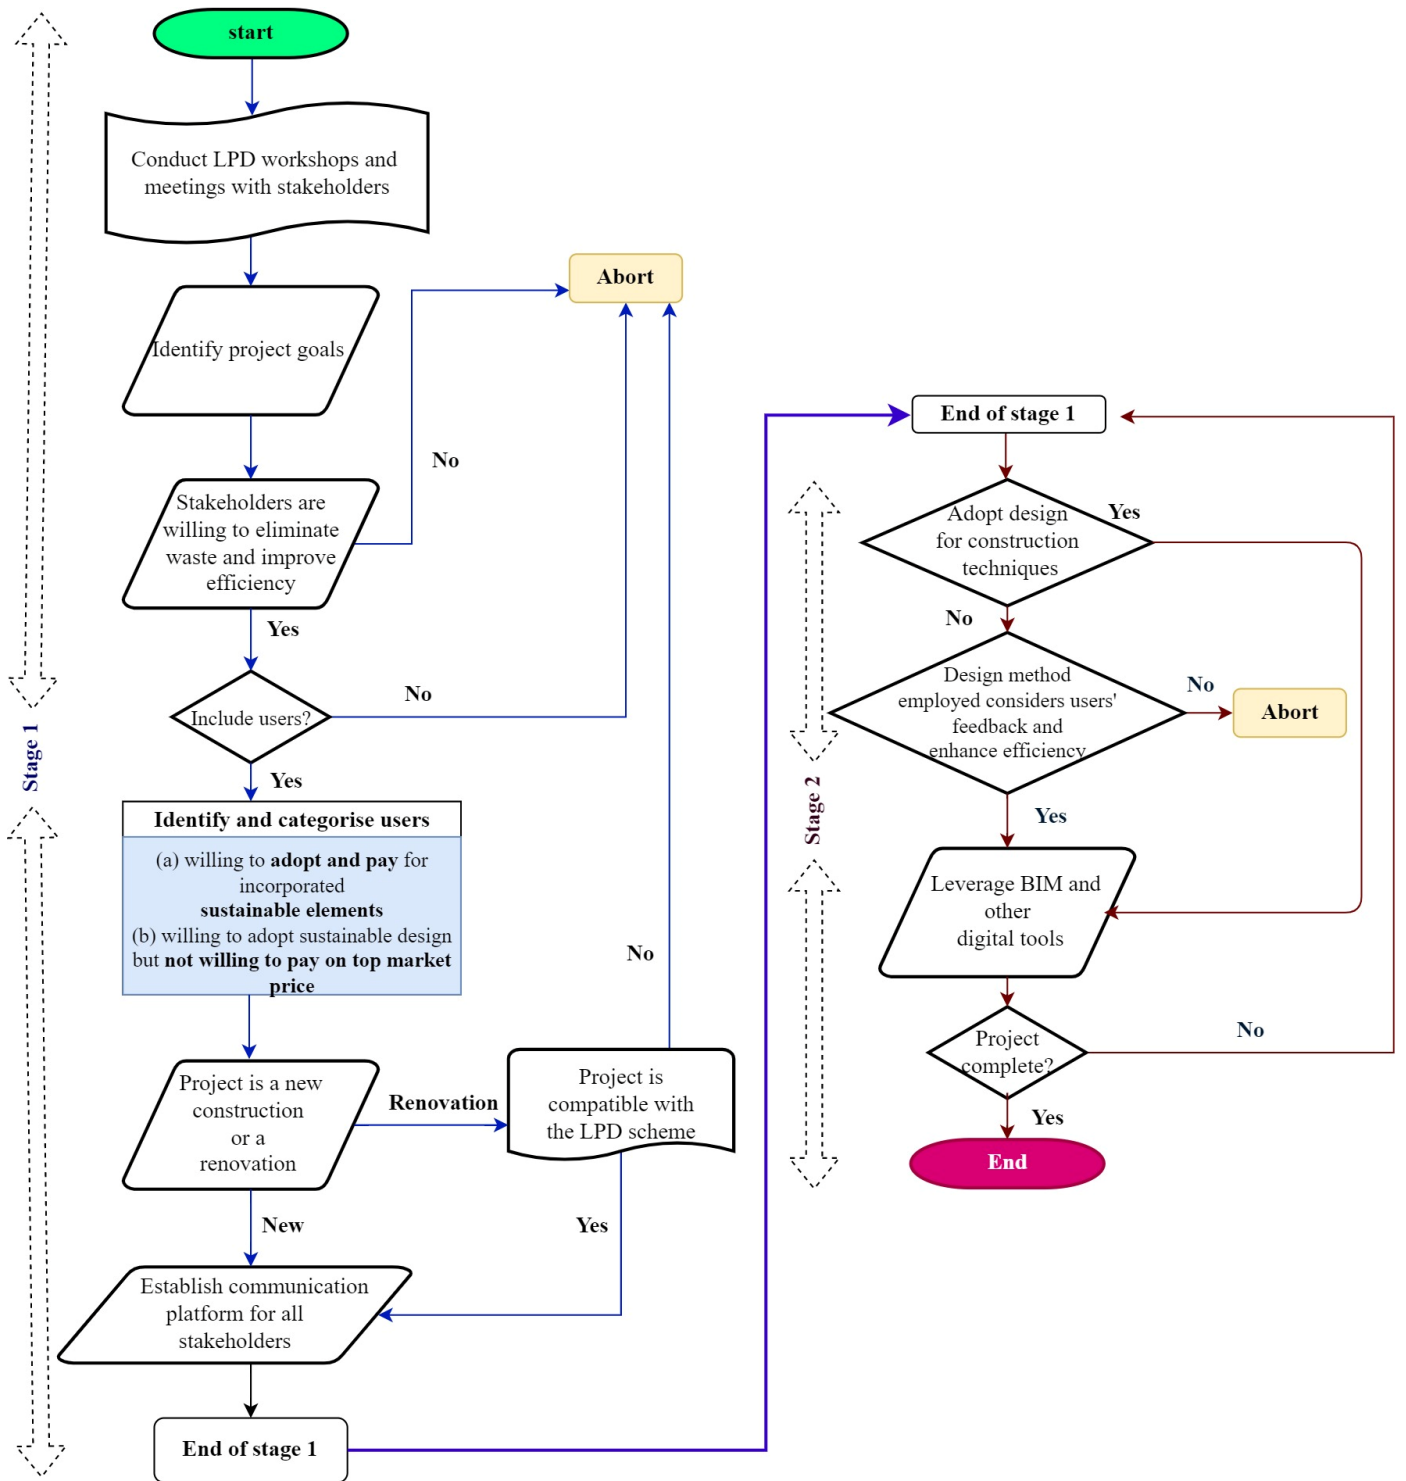 start
Conduct LPD workshops and
meetings with stakeholders
Abort
Identify project goals
No
Stakeholders are
willing to eliminate
waste and improve
efficiency
Yes
Include users?
No
Yes
Stage 1
Identify and categorise users
(a) willing to adopt and pay for
incorporated
sustainable elements
(b) willing to adopt sustainable design
but not willing to pay on top market
price
No
Project is a new
construction
or a
renovation
Renovation
Project is
compatible with
the LPD scheme
New
Yes
Establish communication
platform for all
stakeholders
End of stage 1
End of stage 1
Adopt design
for construction
techniques
Yes
No
Design method
employed considers users'
feedback and
enhance efficiency
No
Abort
Stage 2
Yes
Leverage BIM and
other
digital tools
Project
complete?
No
Yes
End